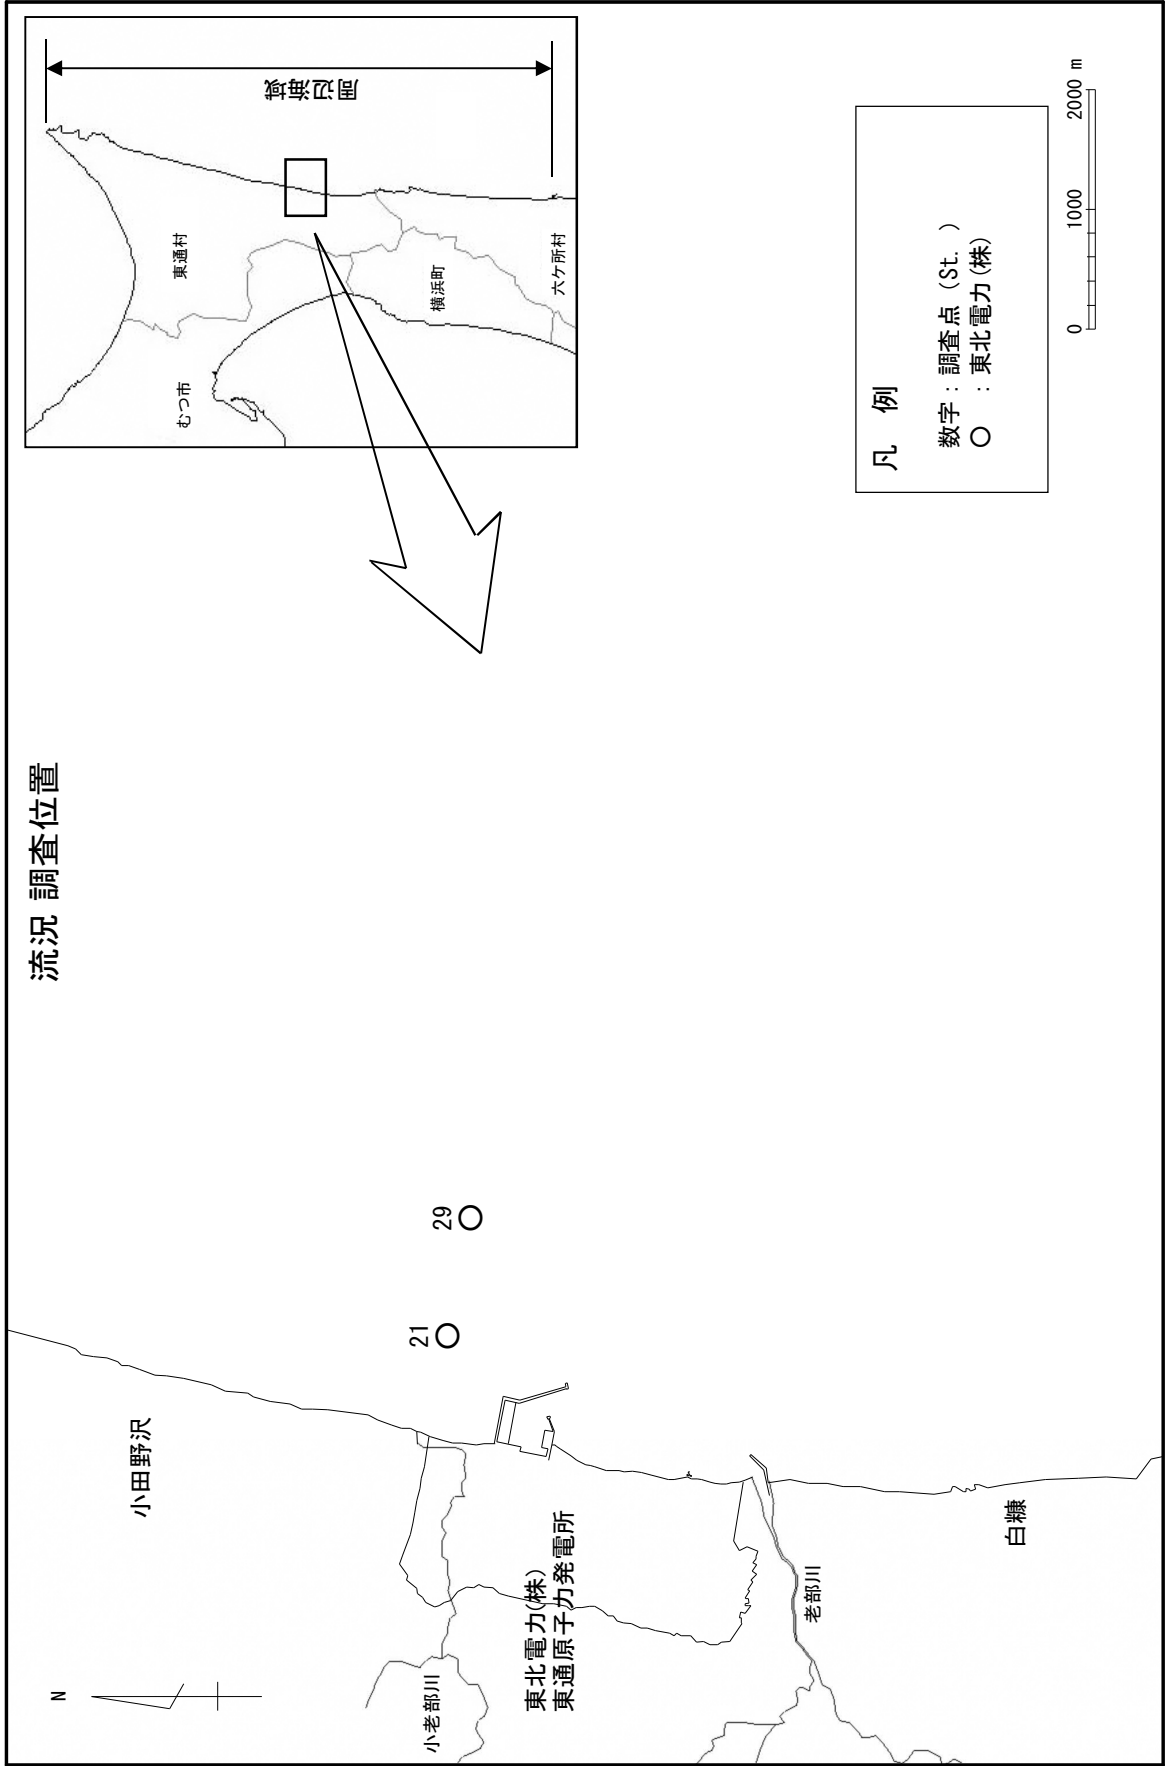 流況 調査位置
N
小田野沢
21
29
小老部川
東北電力(株)
東通原子力発電所
老部川
白糠
周辺海域
東通村
むつ市
横浜町
六ケ所村
凡 例
数字：調査点 (St. )
○ ：東北電力(株)
0 1000 2000 m